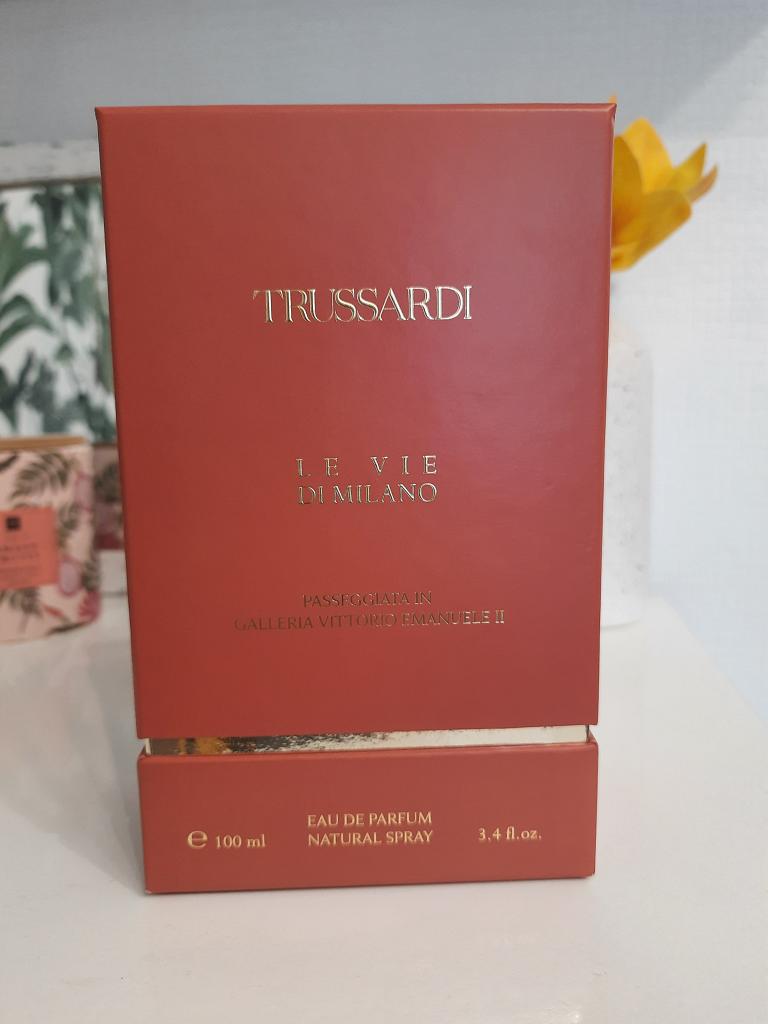 TRUSSARDI
LE VIE
DI MILANO
PASSEGGIATA IN
GALLERIA VITTORIO EMANUELE II
EAU DE PARFUM
℮ 100 ml NATURAL SPRAY 3.4 fl.oz.